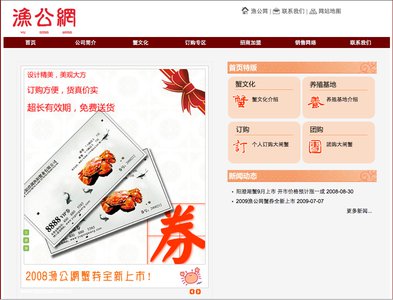 漁公網
YU GONG WANG
漁公网 | 联系我们 | 网站地图
首页 公司简介 蟹文化 订购专区 招商加盟 销售网络 联系我们
设计精美，美观大方
订购方便，货真价实
超长有效期，免费送货
8888
券
2008漁公網蟹券全新上市！
首页特版
蟹文化
蟹文化介绍
养殖基地
养
养殖基地介绍
订购
订
个人订购大闸蟹
团购
团购大闸蟹
新闻动态
阳澄湖蟹9月上市 开市价格预计涨一成 2008-08-30
2009漁公网蟹券全新上市 2009-07-07
更多新闻...